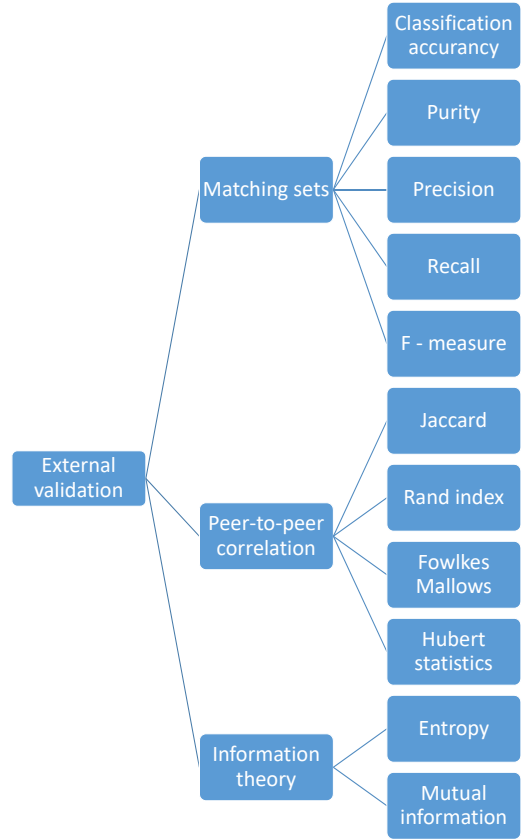 Classification
accurancy
Purity
Matching sets
Precision
Recall
F - measure
Jaccard
External
validation
Rand index
Peer-to-peer
correlation
Fowlkes
Mallows
Hubert
statistics
Entropy
Information
theory
Mutual
information